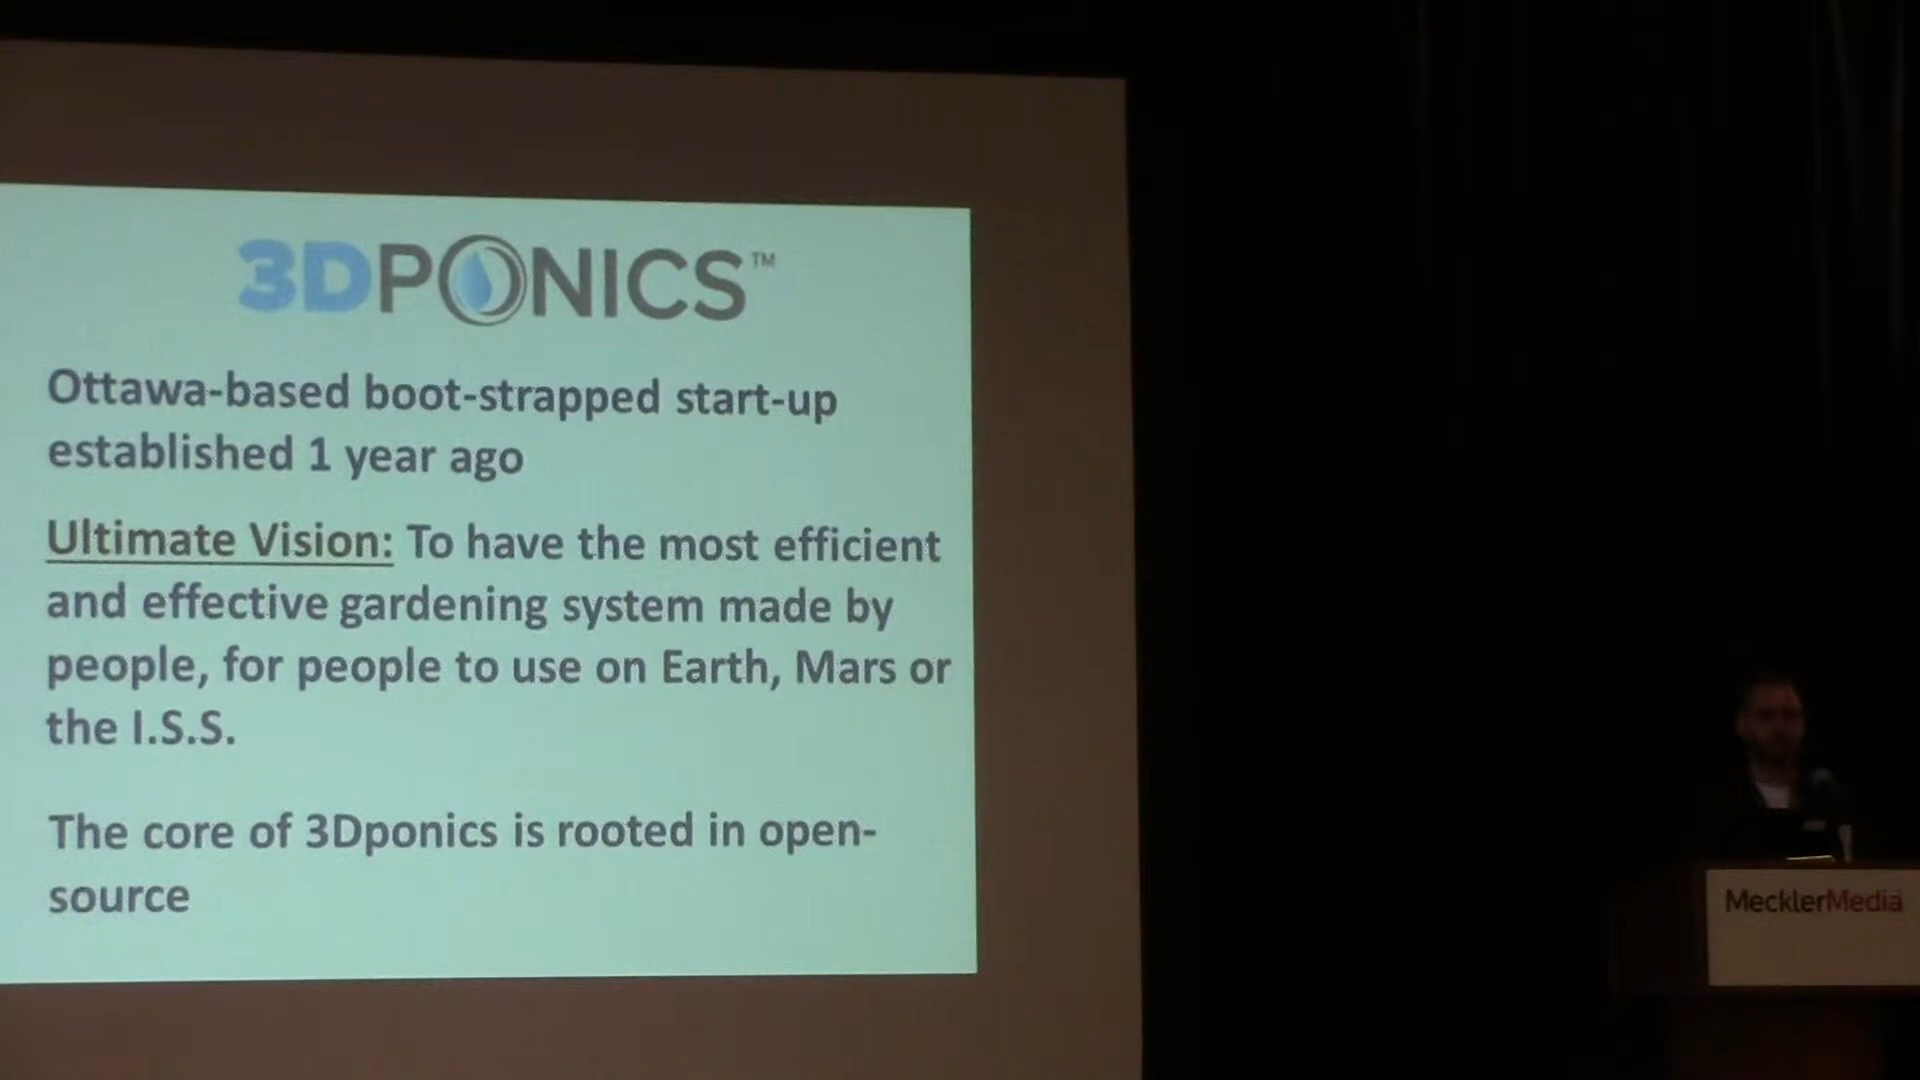 3DPONICS™
Ottawa-based boot-strapped start-up
established 1 year ago
Ultimate Vision: To have the most efficient
and effective gardening system made by
people, for people to use on Earth, Mars or
the I.S.S.
The core of 3Dponics is rooted in open-
source
MecklerMedia